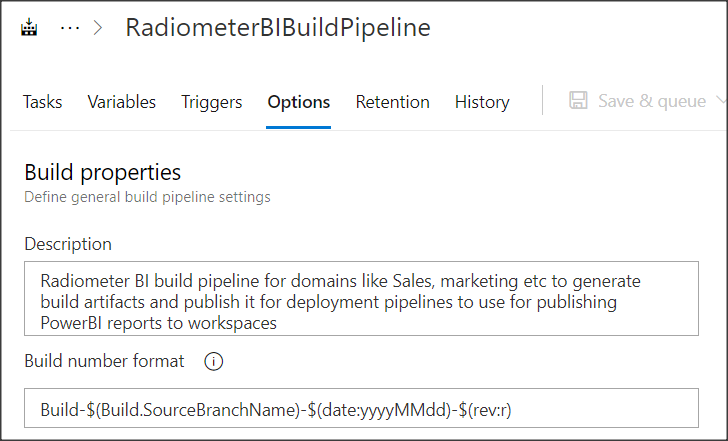 ··· > RadiometerBIBuildPipeline
Tasks Variables Triggers Options Retention History Save & queue
Build properties
Define general build pipeline settings
Description
Radiometer BI build pipeline for domains like Sales, marketing etc to generate
build artifacts and publish it for deployment pipelines to use for publishing
PowerBI reports to workspaces
Build number format
Build-$(Build.SourceBranchName)-$(date:yyyyMMdd)-$(rev:r)